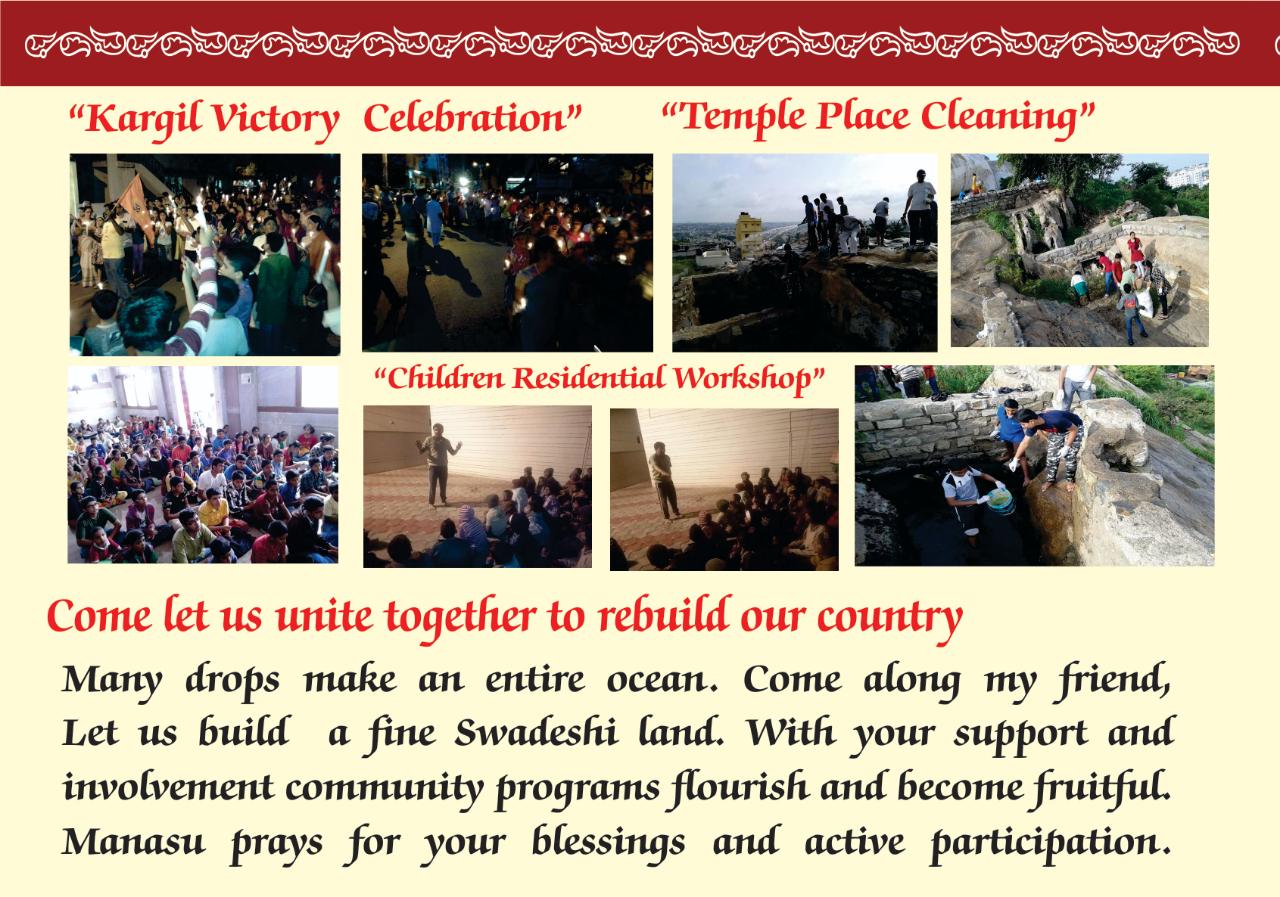 “Kargil Victory Celebration”
“Temple Place Cleaning”
“Children Residential Workshop”
Come let us unite together to rebuild our country
Many drops make an entire ocean. Come along my friend,
Let us build a fine Swadeshi land. With your support and
involvement community programs flourish and become fruitful.
Manasu prays for your blessings and active participation.